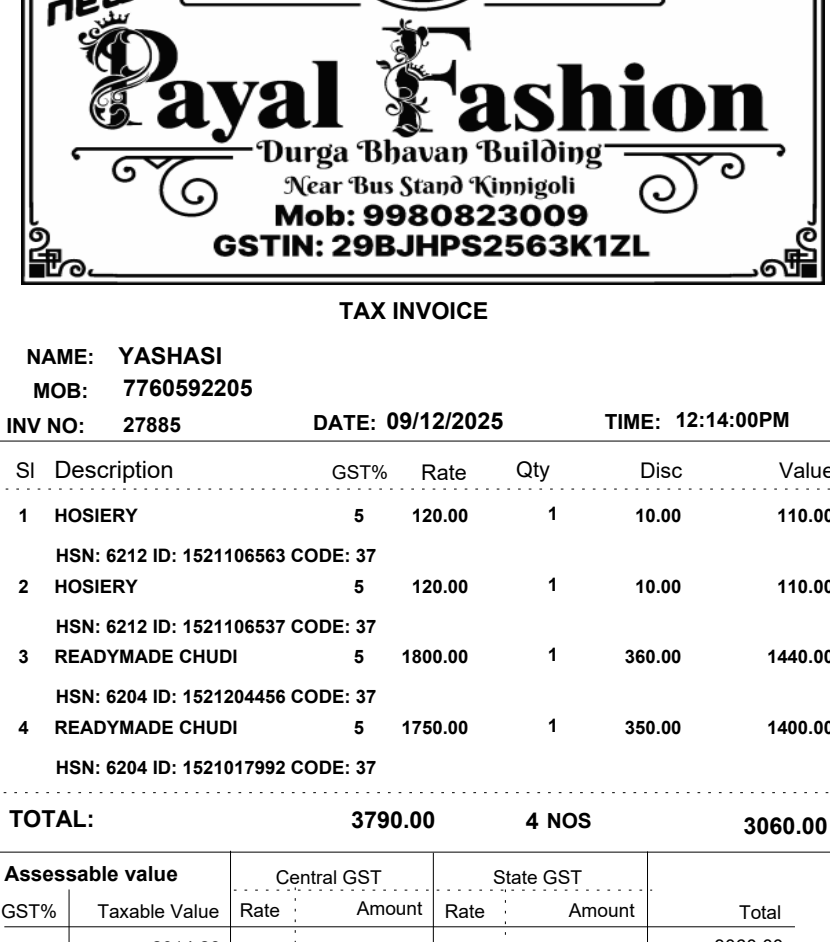 Payal Fashion
Durga Bhavan Building
Near Bus Stand Kinnigoli
Mob: 9980823009
GSTIN: 29BJHPS2563K1ZL
TAX INVOICE
NAME: YASHASI
MOB: 7760592205
INV NO: 27885 DATE: 09/12/2025 TIME: 12:14:00PM
Sl Description GST% Rate Qty Disc Value
1 HOSIERY 5 120.00 1 10.00 110.00
HSN: 6212 ID: 1521106563 CODE: 37
2 HOSIERY 5 120.00 1 10.00 110.00
HSN: 6212 ID: 1521106537 CODE: 37
3 READYMADE CHUDI 5 1800.00 1 360.00 1440.00
HSN: 6204 ID: 1521204456 CODE: 37
4 READYMADE CHUDI 5 1750.00 1 350.00 1400.00
HSN: 6204 ID: 1521017992 CODE: 37
TOTAL: 3790.00 4 NOS 3060.00
Assessable value Central GST State GST
GST% Taxable Value Rate Amount Rate Amount Total